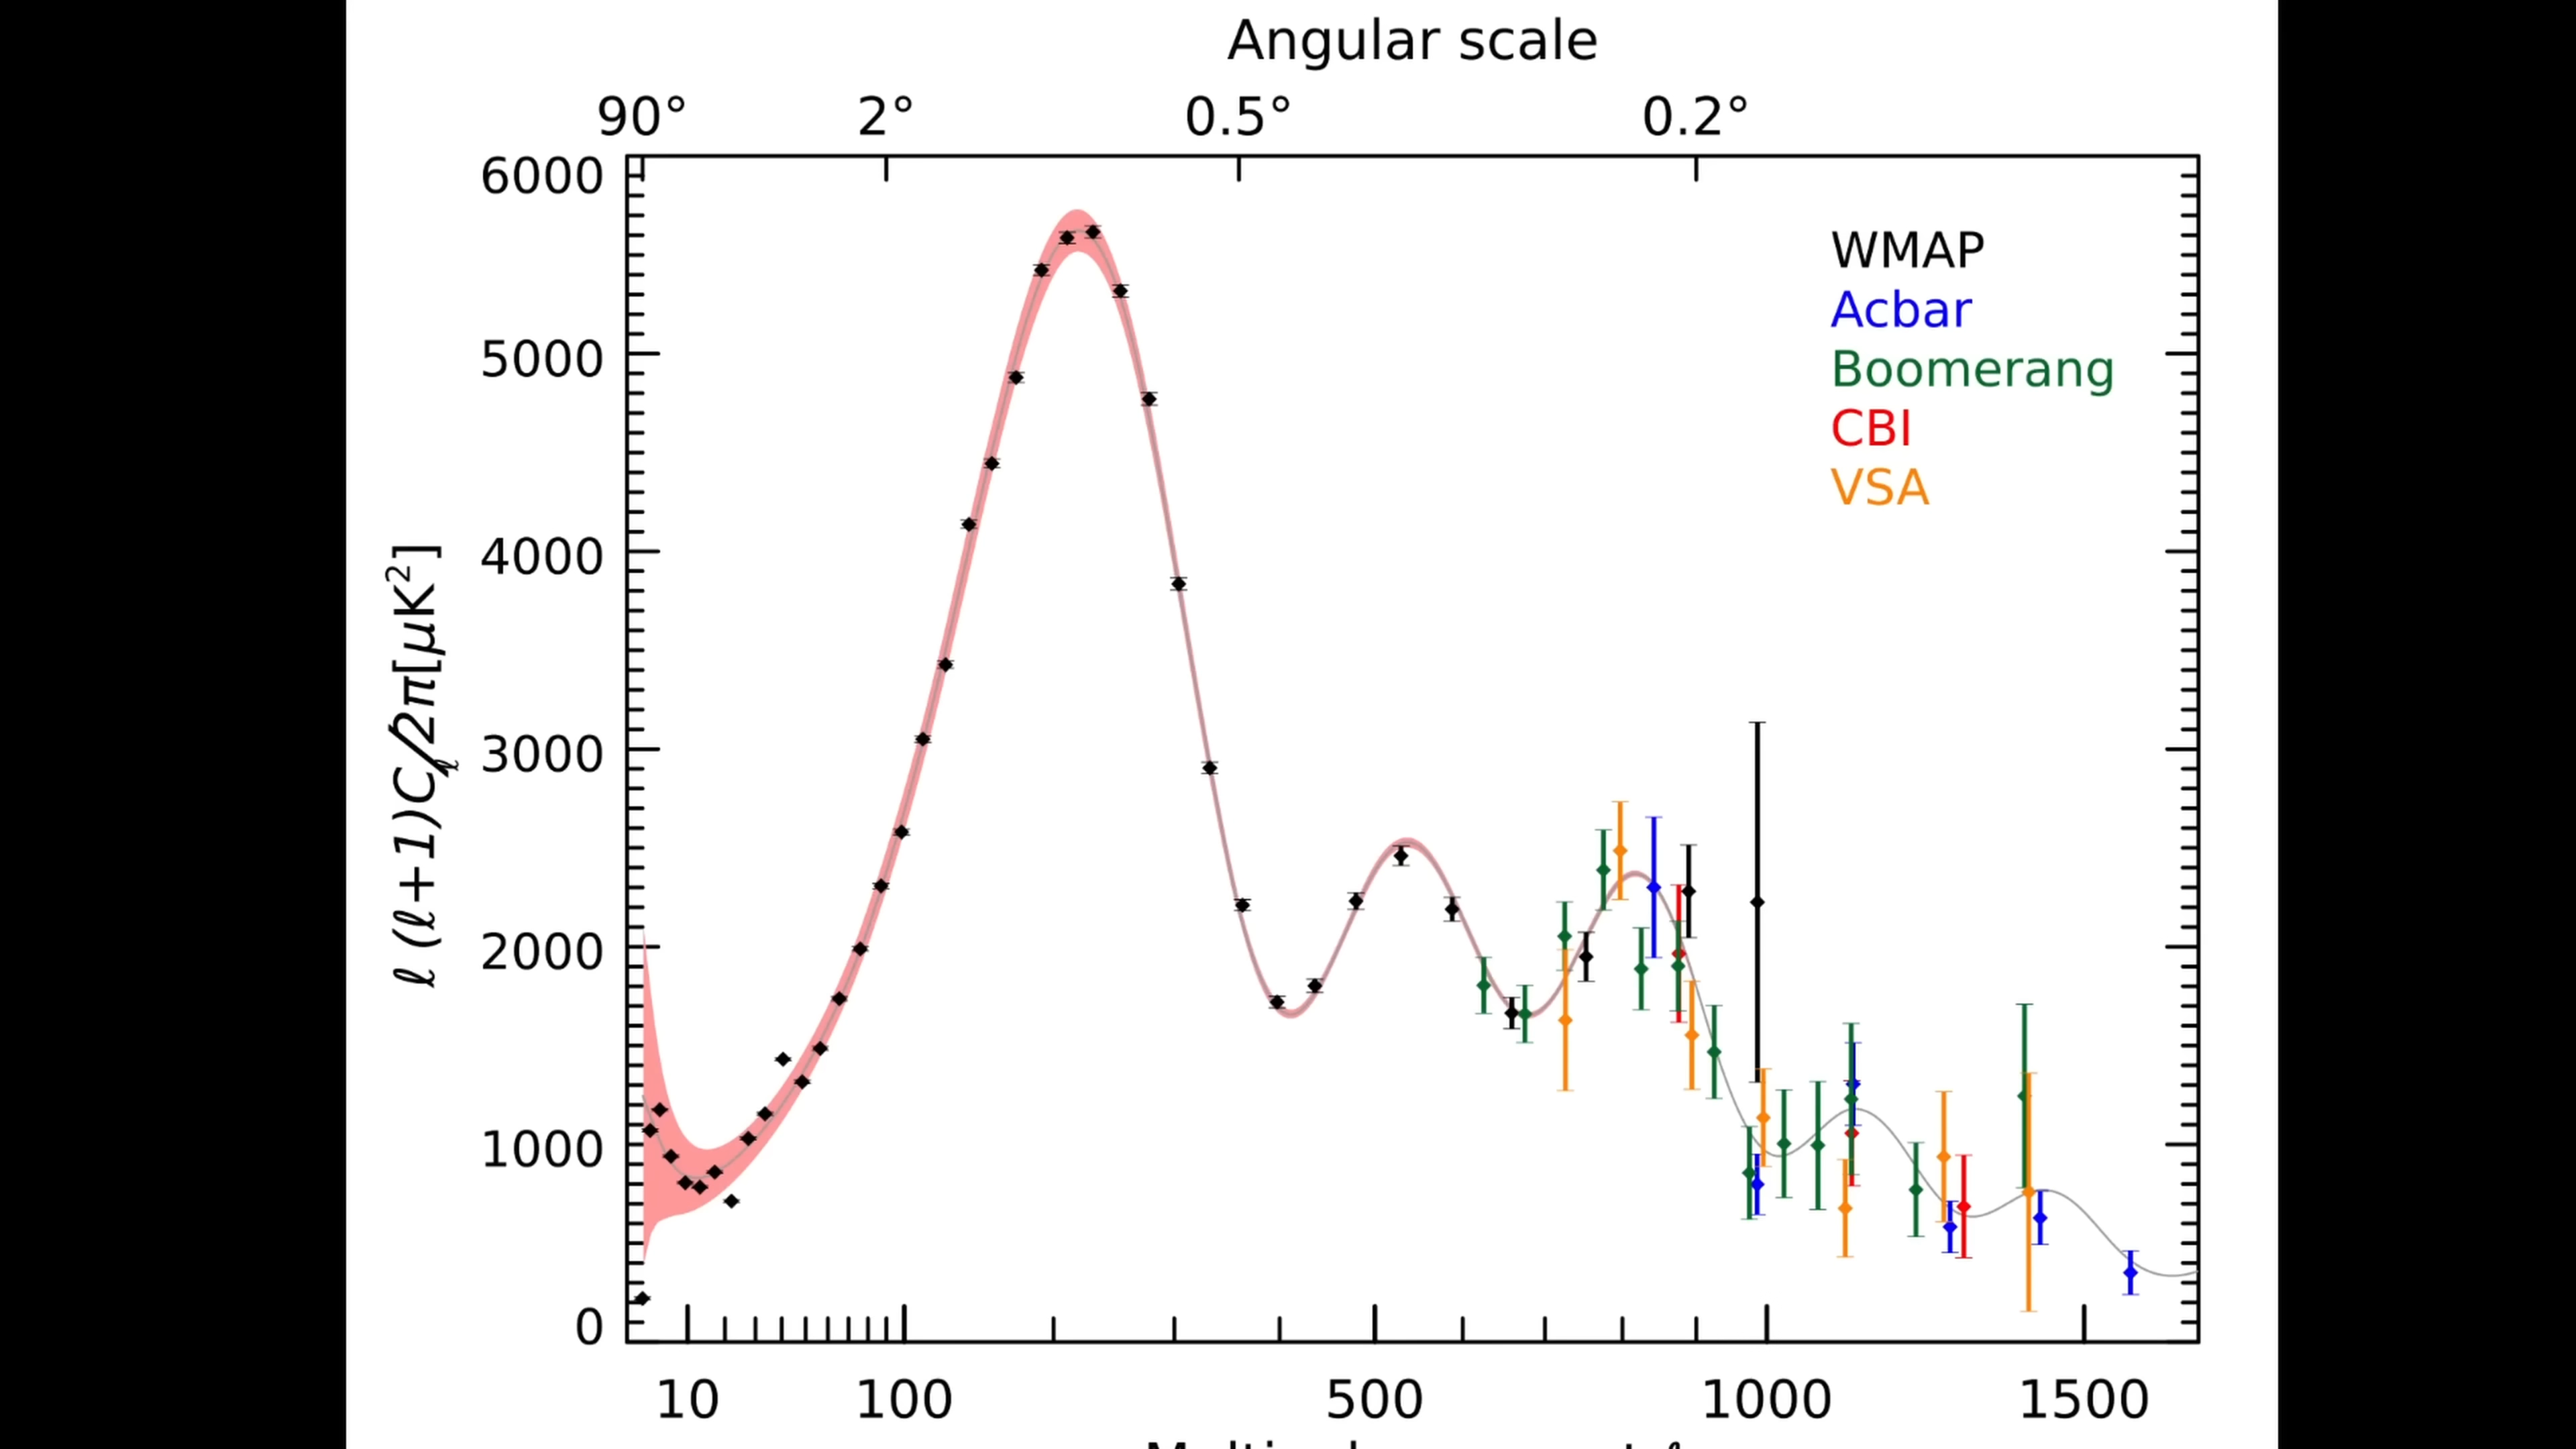 Angular scale
90° 2° 0.5° 0.2°
6000
5000
4000
3000
2000
1000
0
ℓ (ℓ+1)Cℓ/2π[μK²]
WMAP
Acbar
Boomerang
CBI
VSA
10 100 500 1000 1500